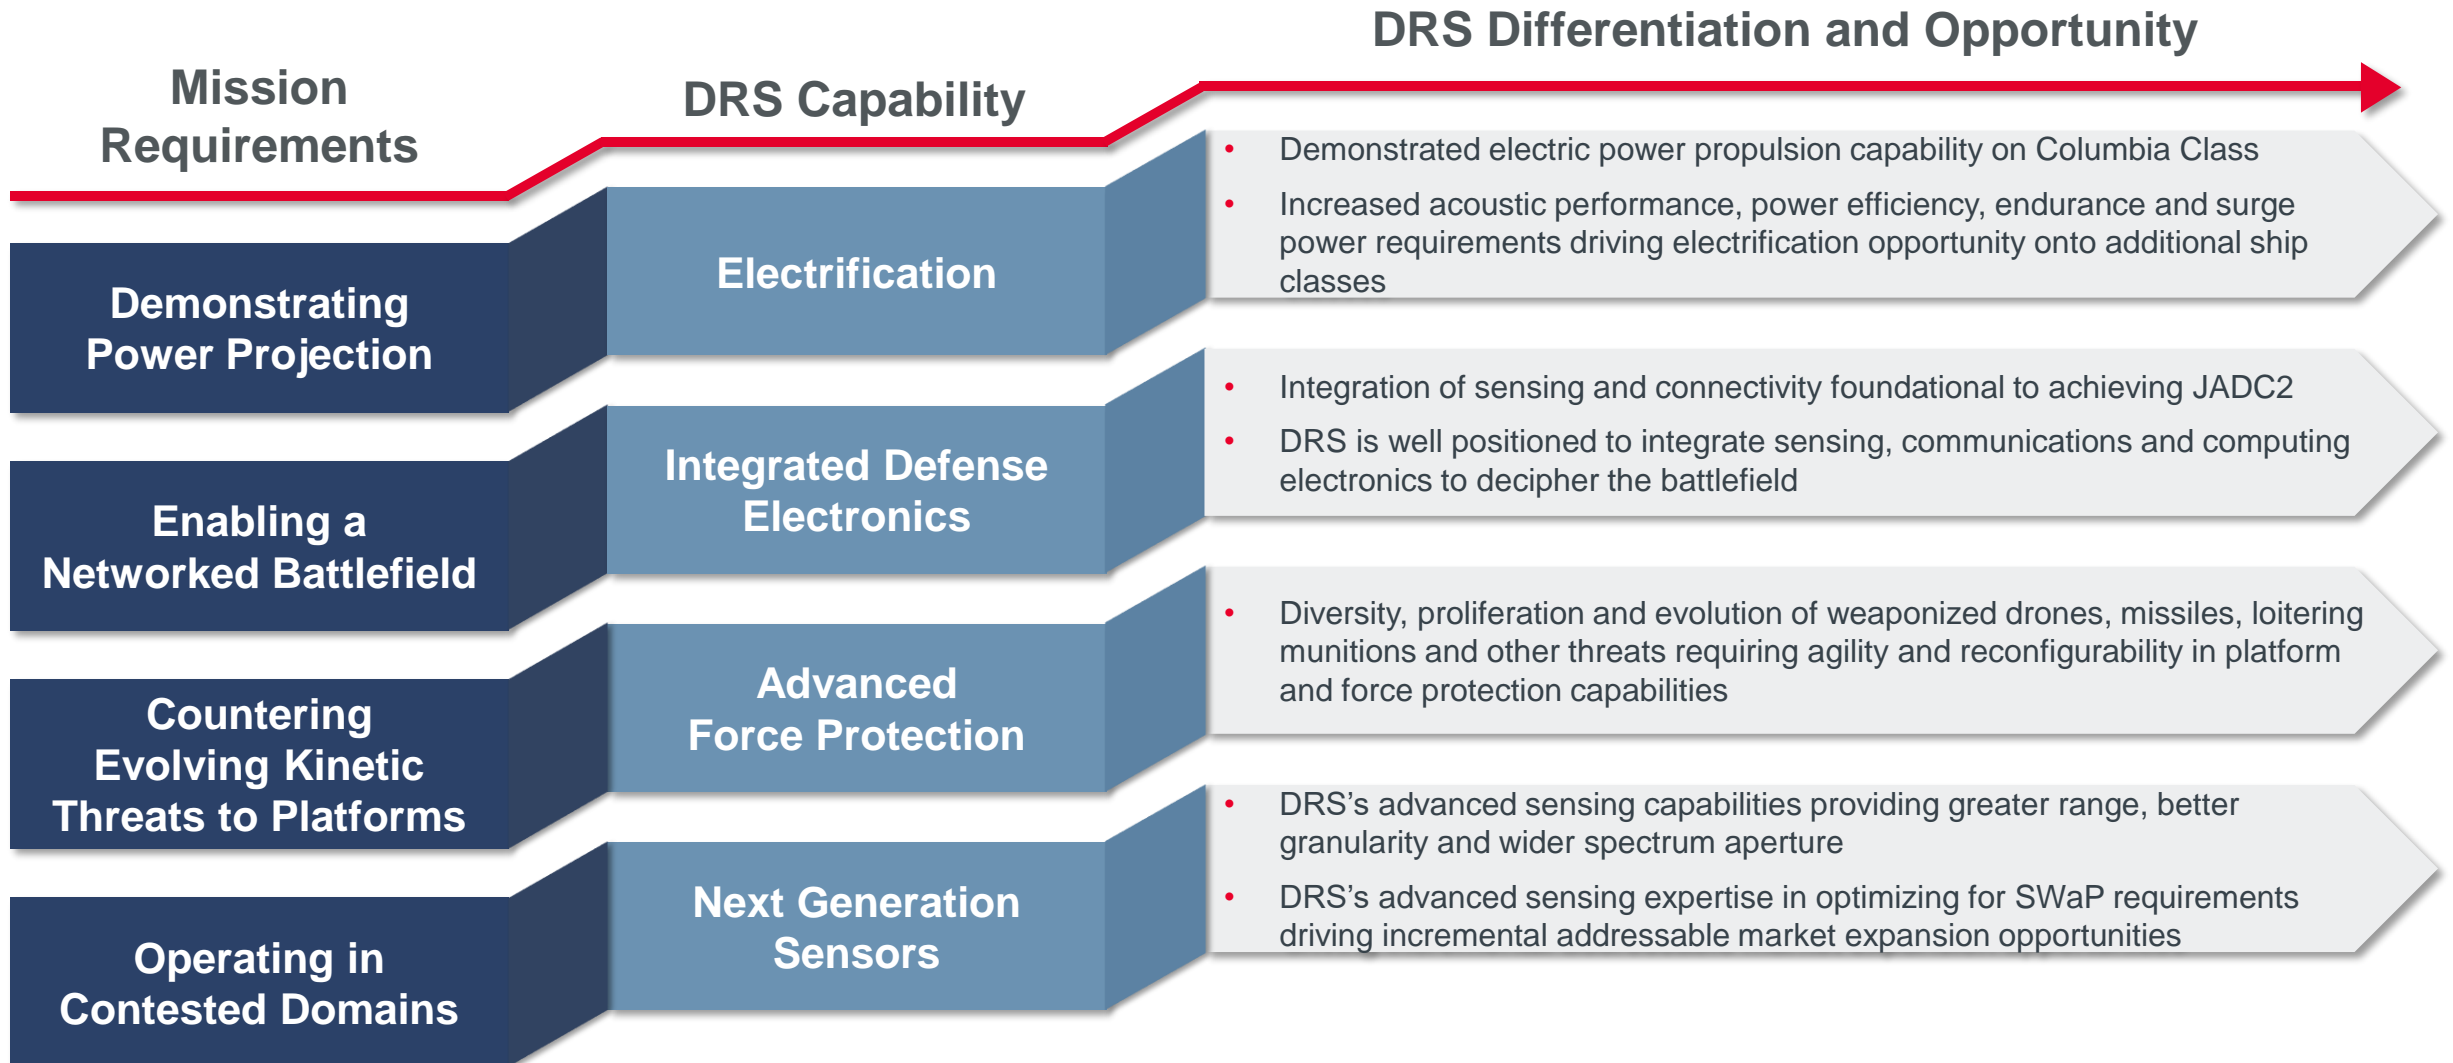 DRS Differentiation and Opportunity
Mission
Requirements
DRS Capability
Demonstrating
Power Projection
Electrification
• Demonstrated electric power propulsion capability on Columbia Class
• Increased acoustic performance, power efficiency, endurance and surge
power requirements driving electrification opportunity onto additional ship
classes
Enabling a
Networked Battlefield
Integrated Defense
Electronics
• Integration of sensing and connectivity foundational to achieving JADC2
• DRS is well positioned to integrate sensing, communications and computing
electronics to decipher the battlefield
Countering
Evolving Kinetic
Threats to Platforms
Advanced
Force Protection
• Diversity, proliferation and evolution of weaponized drones, missiles, loitering
munitions and other threats requiring agility and reconfigurability in platform
and force protection capabilities
Operating in
Contested Domains
Next Generation
Sensors
• DRS’s advanced sensing capabilities providing greater range, better
granularity and wider spectrum aperture
• DRS’s advanced sensing expertise in optimizing for SWaP requirements
driving incremental addressable market expansion opportunities